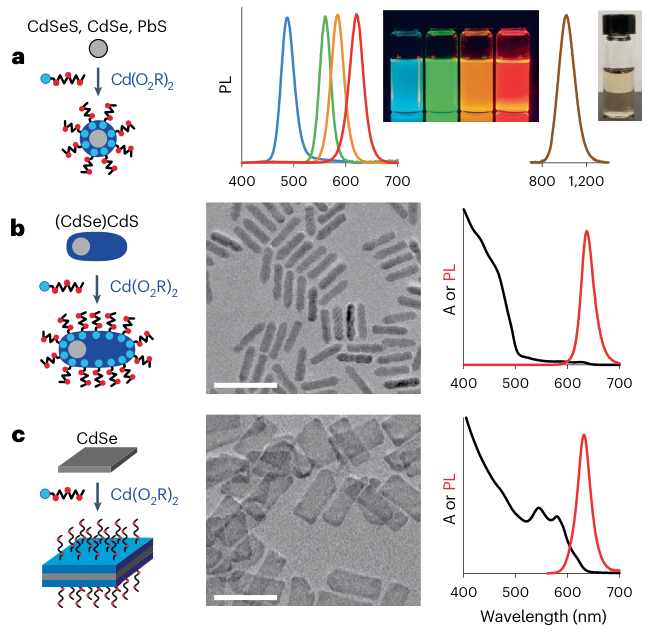 CdSeS, CdSe, PbS
a
Cd(O₂R)₂
PL
400 500 600 700
800 1,200
b
(CdSe)CdS
Cd(O₂R)₂
A or PL
400 500 600 700
c
CdSe
Cd(O₂R)₂
A or PL
400 500 600 700
Wavelength (nm)